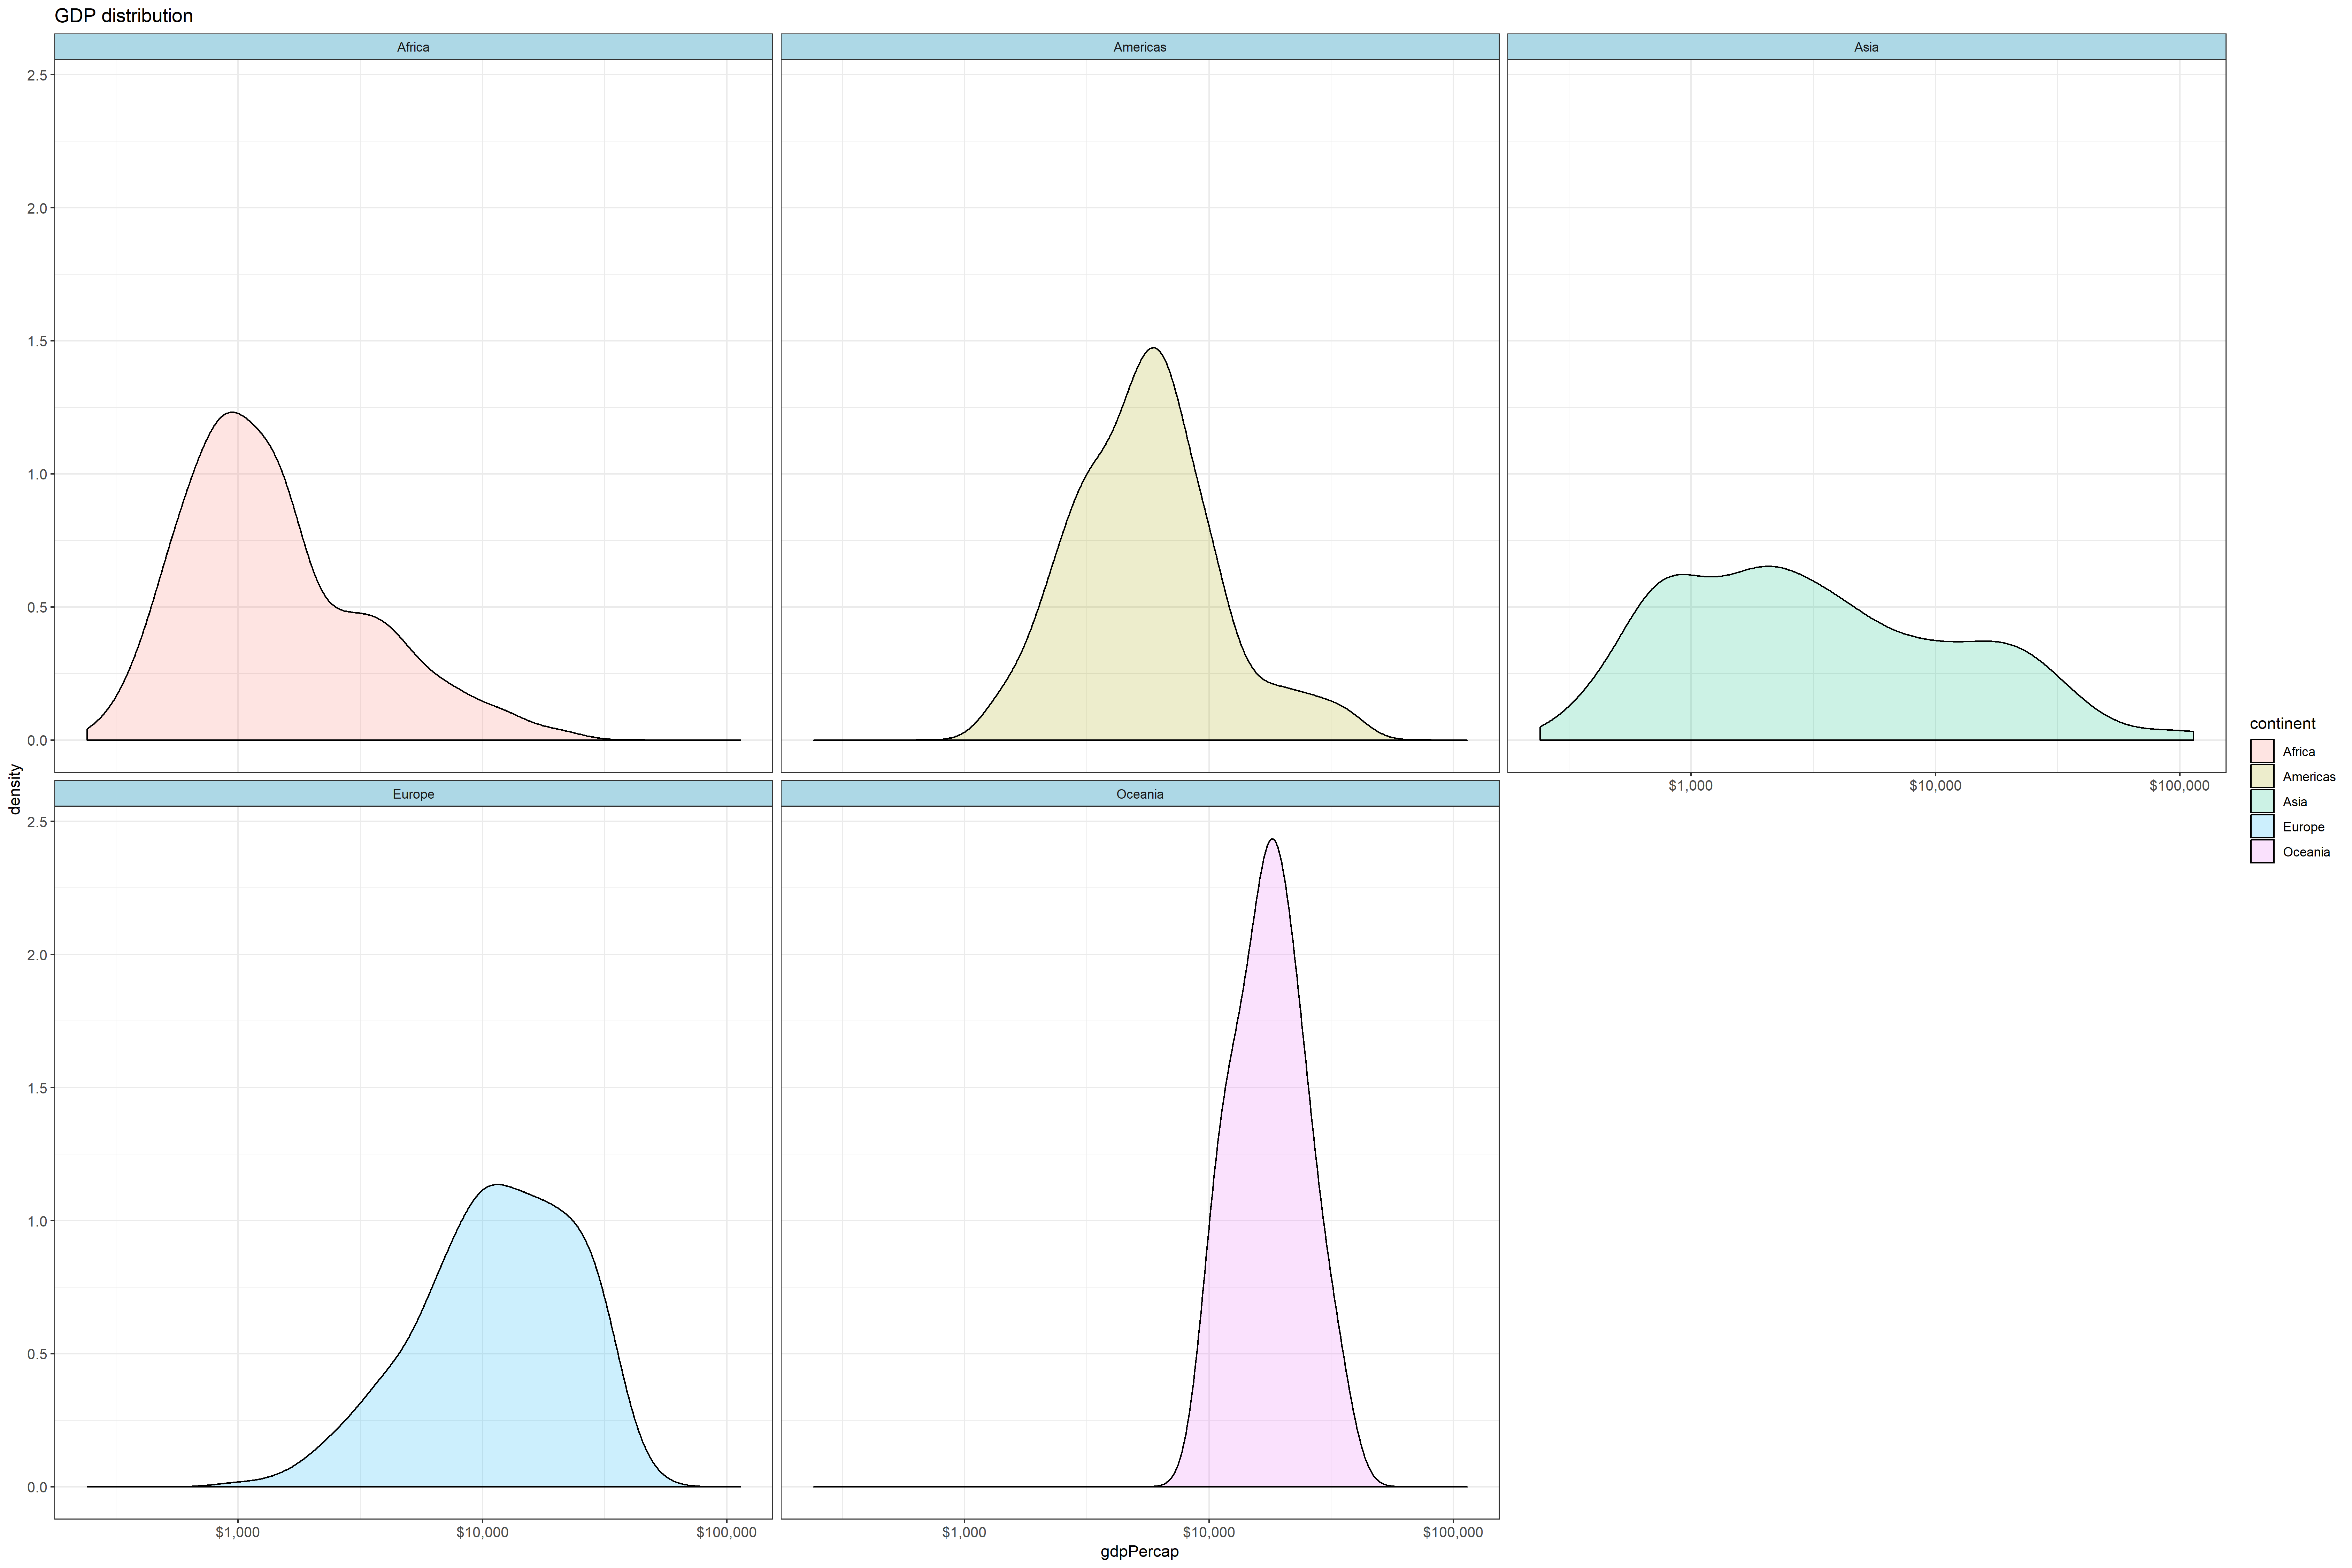 GDP distribution
Africa
Americas
Asia
2.5
2.0
1.5
1.0
0.5
0.0
$1,000
$10,000
$100,000
density
Europe
Oceania
2.5
2.0
1.5
1.0
0.5
0.0
$1,000
$10,000
$100,000
$1,000
$10,000
$100,000
gdpPercap
continent
Africa
Americas
Asia
Europe
Oceania